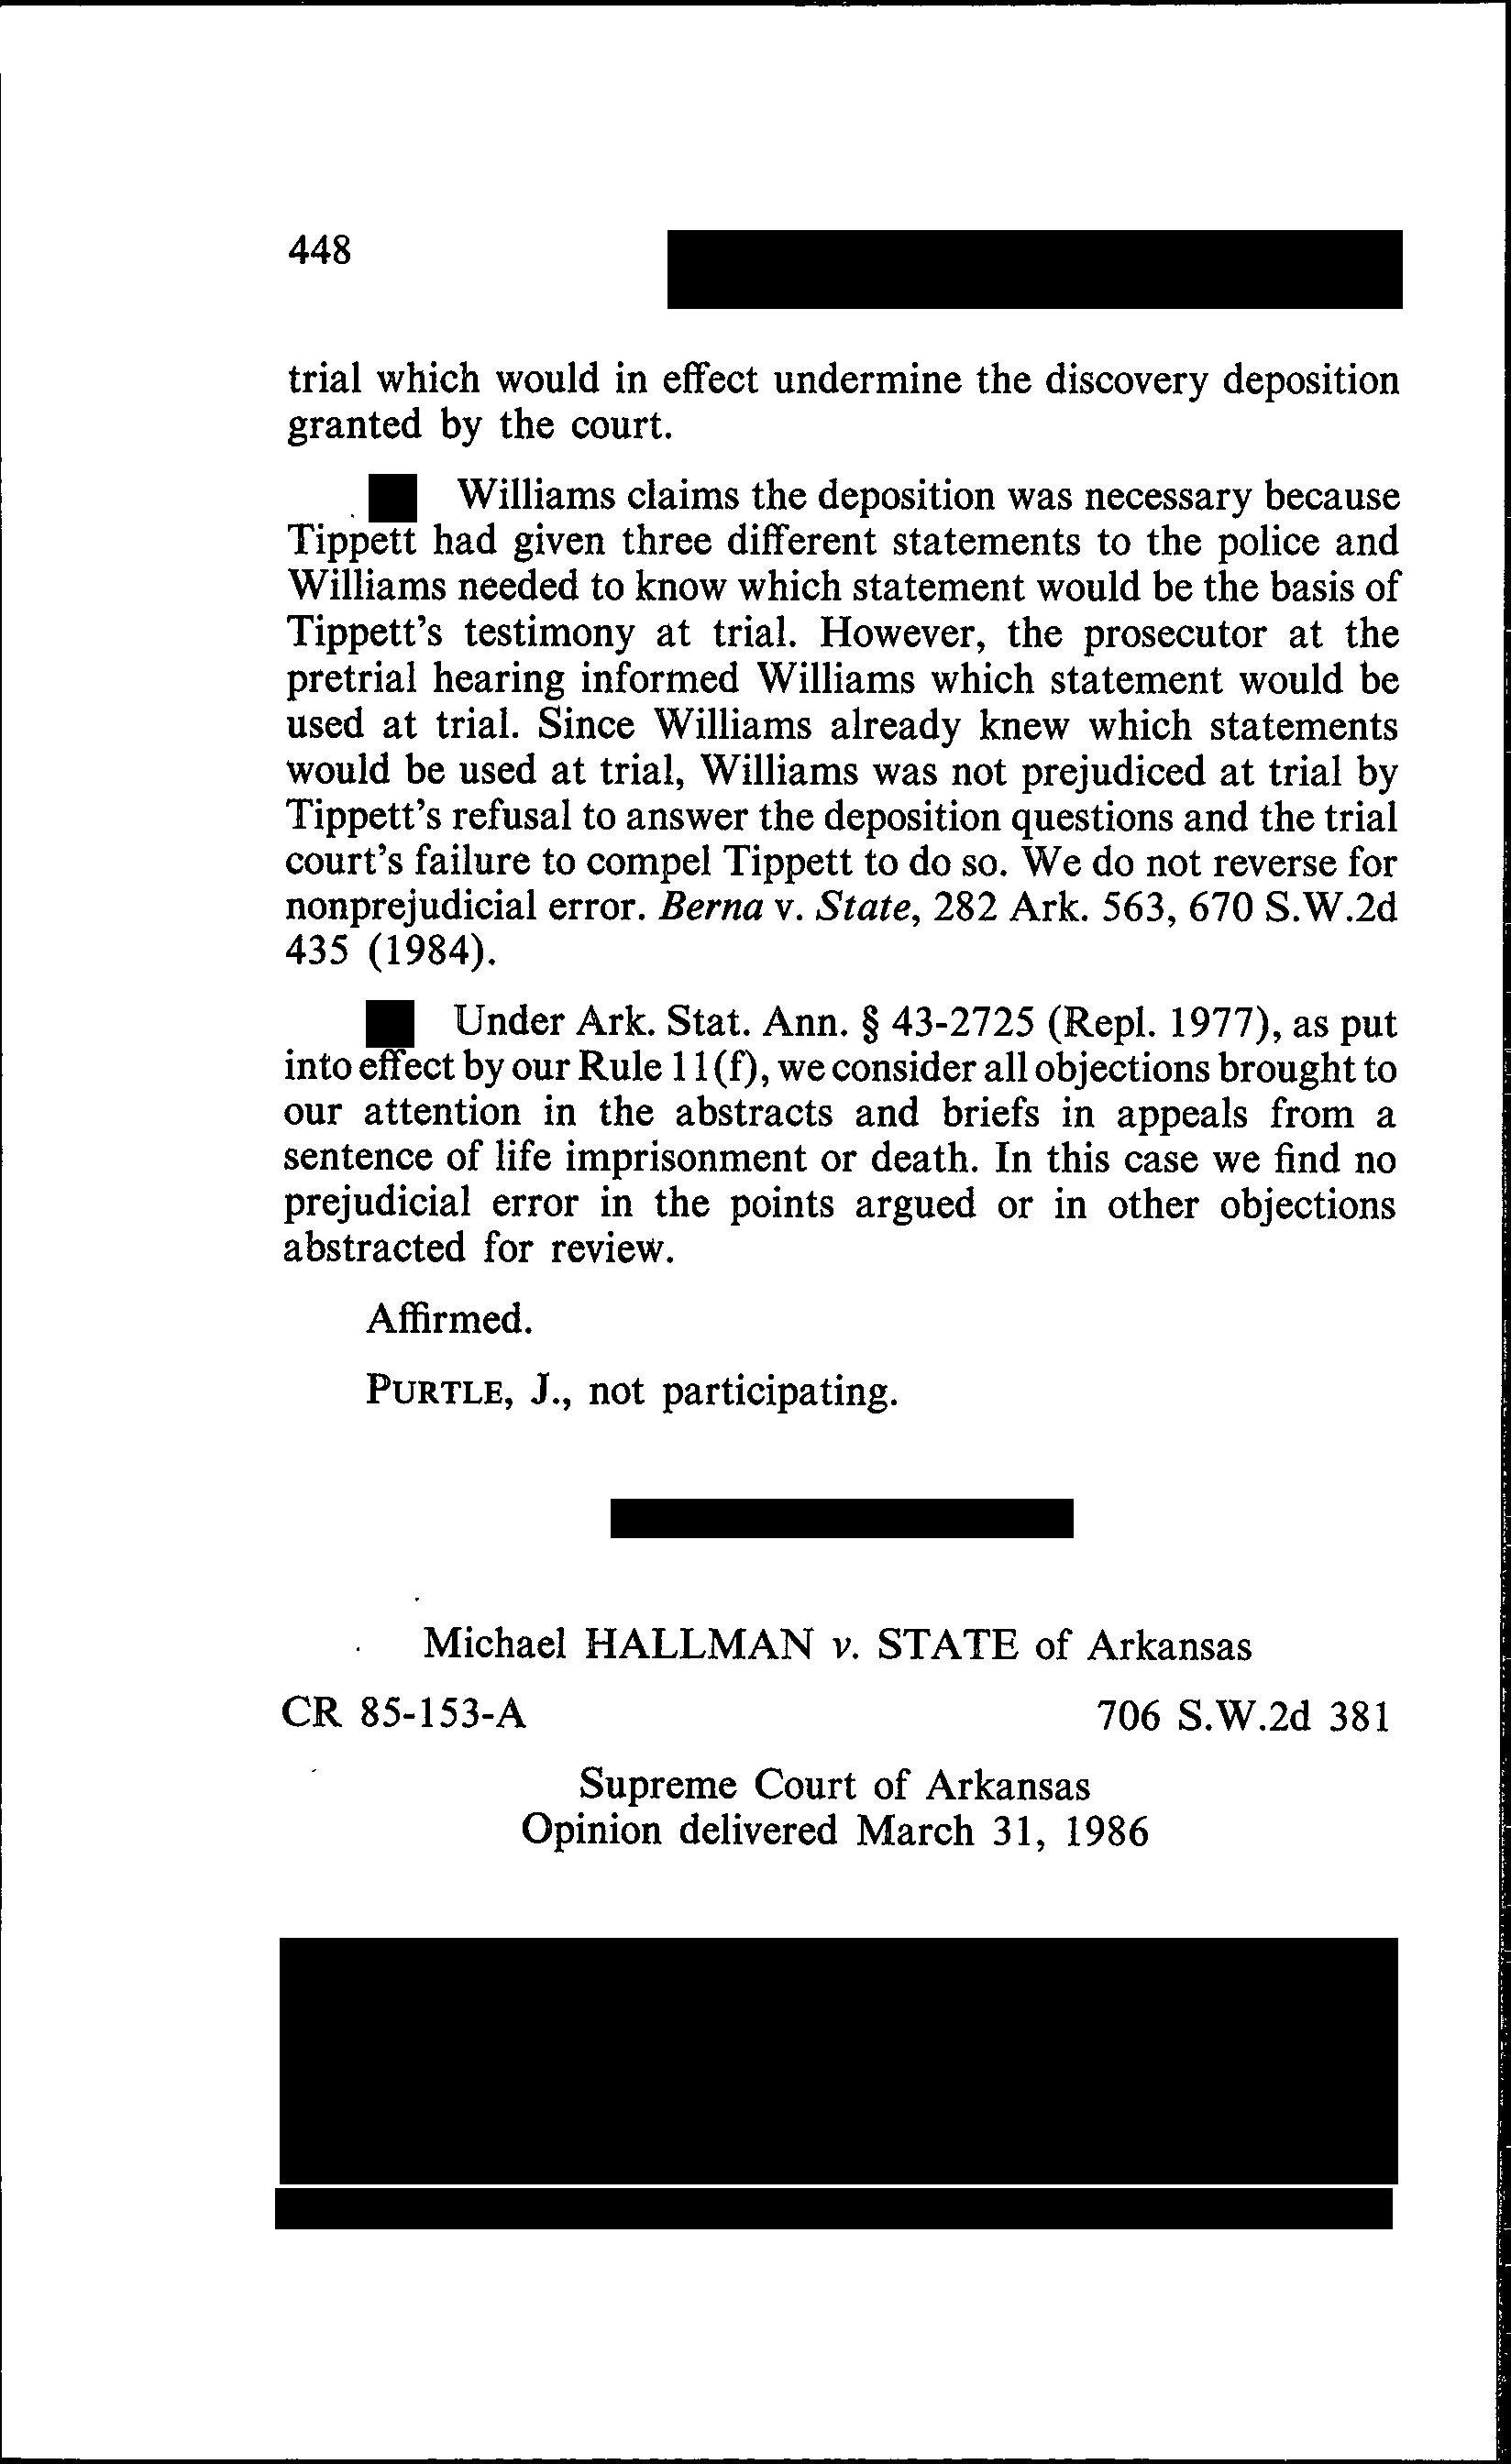 448
trial which would in effect undermine the discovery deposition
granted by the court.
Williams claims the deposition was necessary because
Tippett had given three different statements to the police and
Williams needed to know which statement would be the basis of
Tippett's testimony at trial. However, the prosecutor at the
pretrial hearing informed Williams which statement would be
used at trial. Since Williams already knew which statements
would be used at trial, Williams was not prejudiced at trial by
Tippett's refusal to answer the deposition questions and the trial
court's failure to compel Tippett to do so. We do not reverse for
nonprejudicial error. Berna v. State, 282 Ark. 563, 670 S.W.2d
435 (1984).
Under Ark. Stat. Ann. § 43-2725 (Repl. 1977), as put
into effect by our Rule 11(f), we consider all objections brought to
our attention in the abstracts and briefs in appeals from a
sentence of life imprisonment or death. In this case we find no
prejudicial error in the points argued or in other objections
abstracted for review.
Affirmed.
PURTLE, J., not participating.
Michael HALLMAN v. STATE of Arkansas
CR 85-153-A 706 S.W.2d 381
Supreme Court of Arkansas
Opinion delivered March 31, 1986